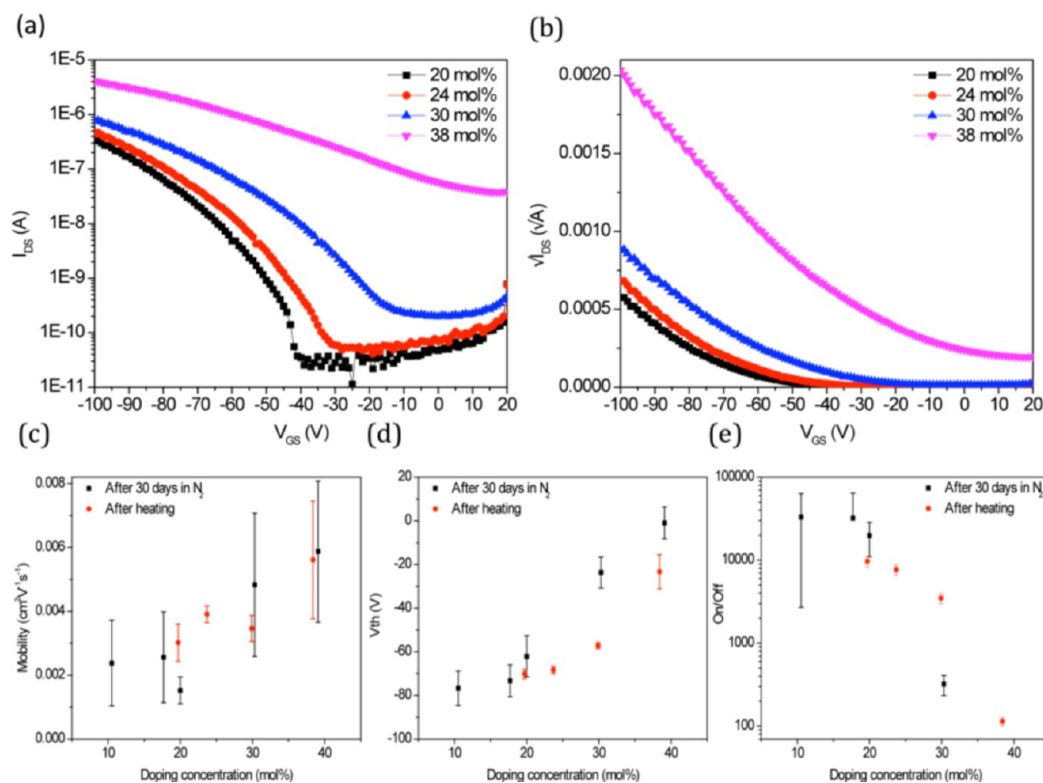 (a)
1E-5
1E-6
1E-7
1E-8
1E-9
1E-10
1E-11
I_DS (A)
20 mol%
24 mol%
30 mol%
38 mol%
-100 -90 -80 -70 -60 -50 -40 -30 -20 -10 0 10 20
V_GS (V)
(b)
0.0020
0.0015
0.0010
0.0005
0.0000
√I_DS (√A)
20 mol%
24 mol%
30 mol%
38 mol%
-100 -90 -80 -70 -60 -50 -40 -30 -20 -10 0 10 20
V_GS (V)
(c)
0.008
0.006
0.004
0.002
0.000
Mobility (cm²V⁻¹s⁻¹)
After 30 days in N₂
After heating
10 20 30 40
Doping concentration (mol%)
(d)
20
0
-20
-40
-60
-80
-100
Vth (V)
After 30 days in N₂
After heating
10 20 30 40
Doping concentration (mol%)
(e)
100000
10000
1000
100
On/Off
After 30 days in N₂
After heating
10 20 30 40
Doping concentration (mol%)